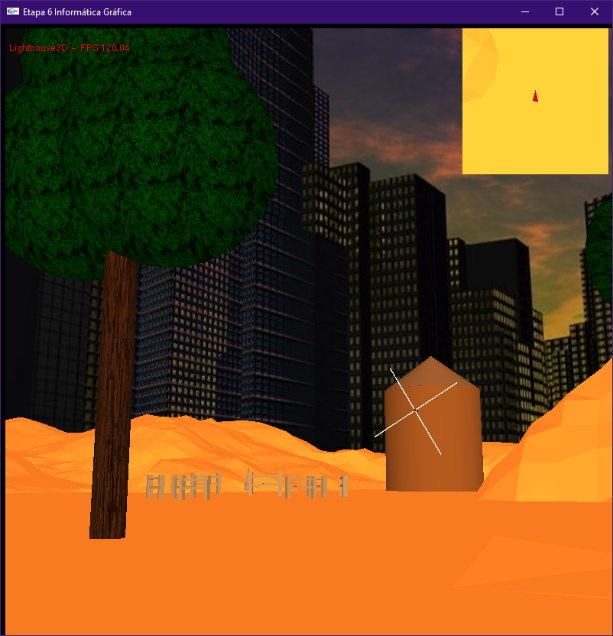 Etapa 6 Informática Gráfica
Lighthouse3D - FPS:120.04